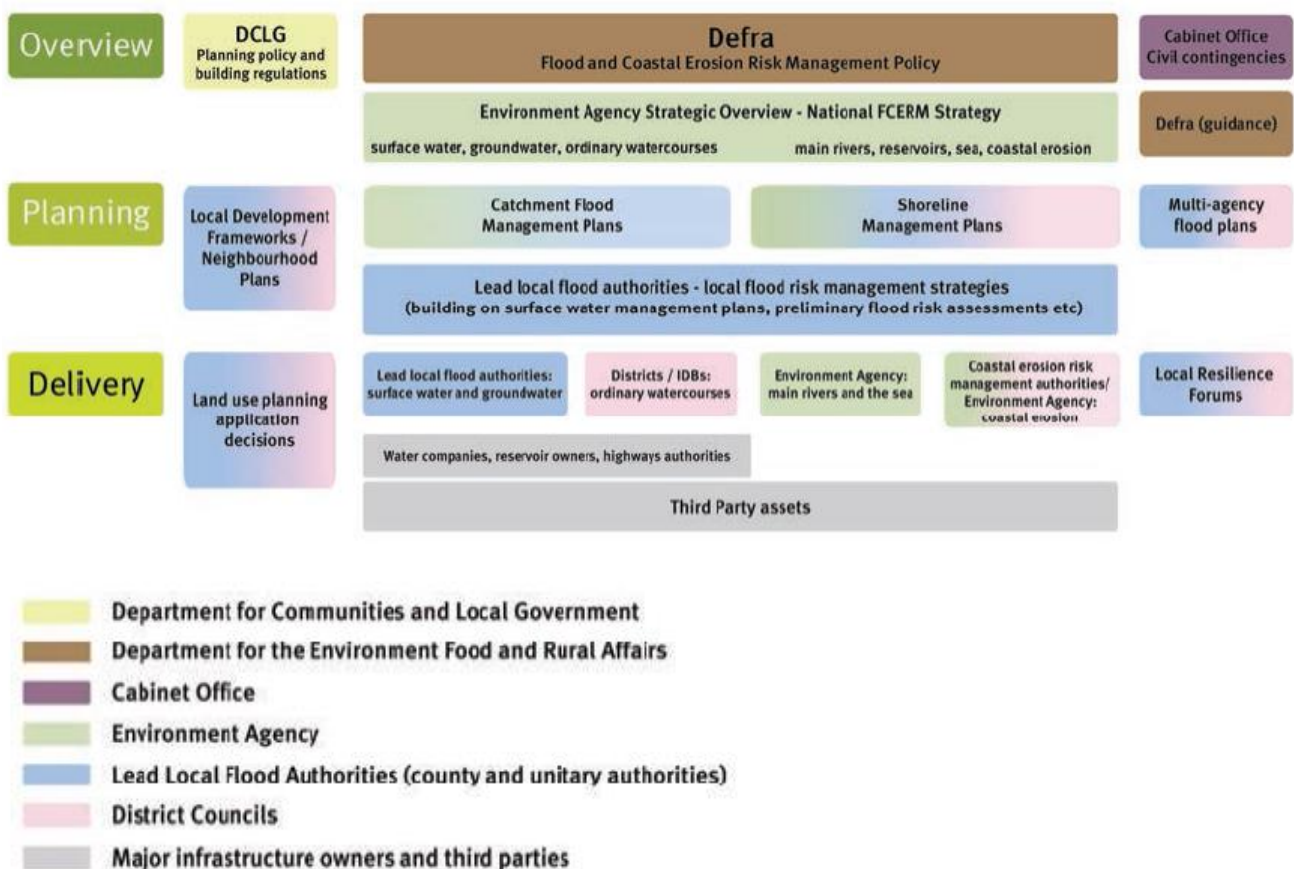 Overview
DCLG
Planning policy and
building regulations
Defra
Flood and Coastal Erosion Risk Management Policy
Cabinet Office
Civil contingencies
Environment Agency Strategic Overview - National FCERM Strategy
surface water, groundwater, ordinary watercourses
main rivers, reservoirs, sea, coastal erosion
Defra (guidance)
Planning
Local Development
Frameworks /
Neighbourhood
Plans
Catchment Flood
Management Plans
Shoreline
Management Plans
Multi-agency
flood plans
Lead local flood authorities - local flood risk management strategies
(building on surface water management plans, preliminary flood risk assessments etc)
Delivery
Land use planning
application
decisions
Lead local flood authorities:
surface water and groundwater
Districts / IDBs:
ordinary watercourses
Environment Agency:
main rivers and the sea
Coastal erosion risk
management authorities/
Environment Agency:
coastal erosion
Local Resilience
Forums
Water companies, reservoir owners, highways authorities
Third Party assets
Department for Communities and Local Government
Department for the Environment Food and Rural Affairs
Cabinet Office
Environment Agency
Lead Local Flood Authorities (county and unitary authorities)
District Councils
Major infrastructure owners and third parties